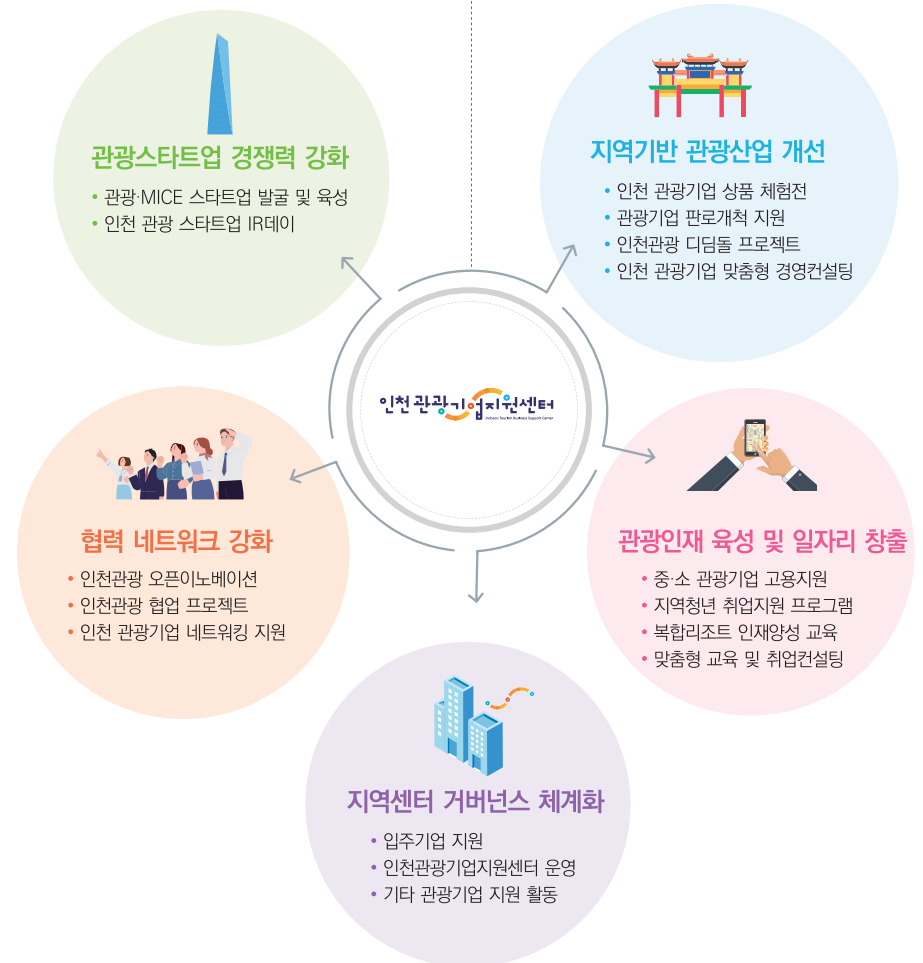 관광스타트업 경쟁력 강화
• 관광·MICE 스타트업 발굴 및 육성
• 인천 관광 스타트업 IR데이
지역기반 관광산업 개선
• 인천 관광기업 상품 체험전
• 관광기업 판로개척 지원
• 인천관광 디딤돌 프로젝트
• 인천 관광기업 맞춤형 경영컨설팅
인천 관광기업지원센터
Incheon Tourism Business Support Center
협력 네트워크 강화
• 인천관광 오픈이노베이션
• 인천관광 협업 프로젝트
• 인천 관광기업 네트워킹 지원
관광인재 육성 및 일자리 창출
• 중·소 관광기업 고용지원
• 지역청년 취업지원 프로그램
• 복합리조트 인재양성 교육
• 맞춤형 교육 및 취업컨설팅
지역센터 거버넌스 체계화
• 입주기업 지원
• 인천관광기업지원센터 운영
• 기타 관광기업 지원 활동